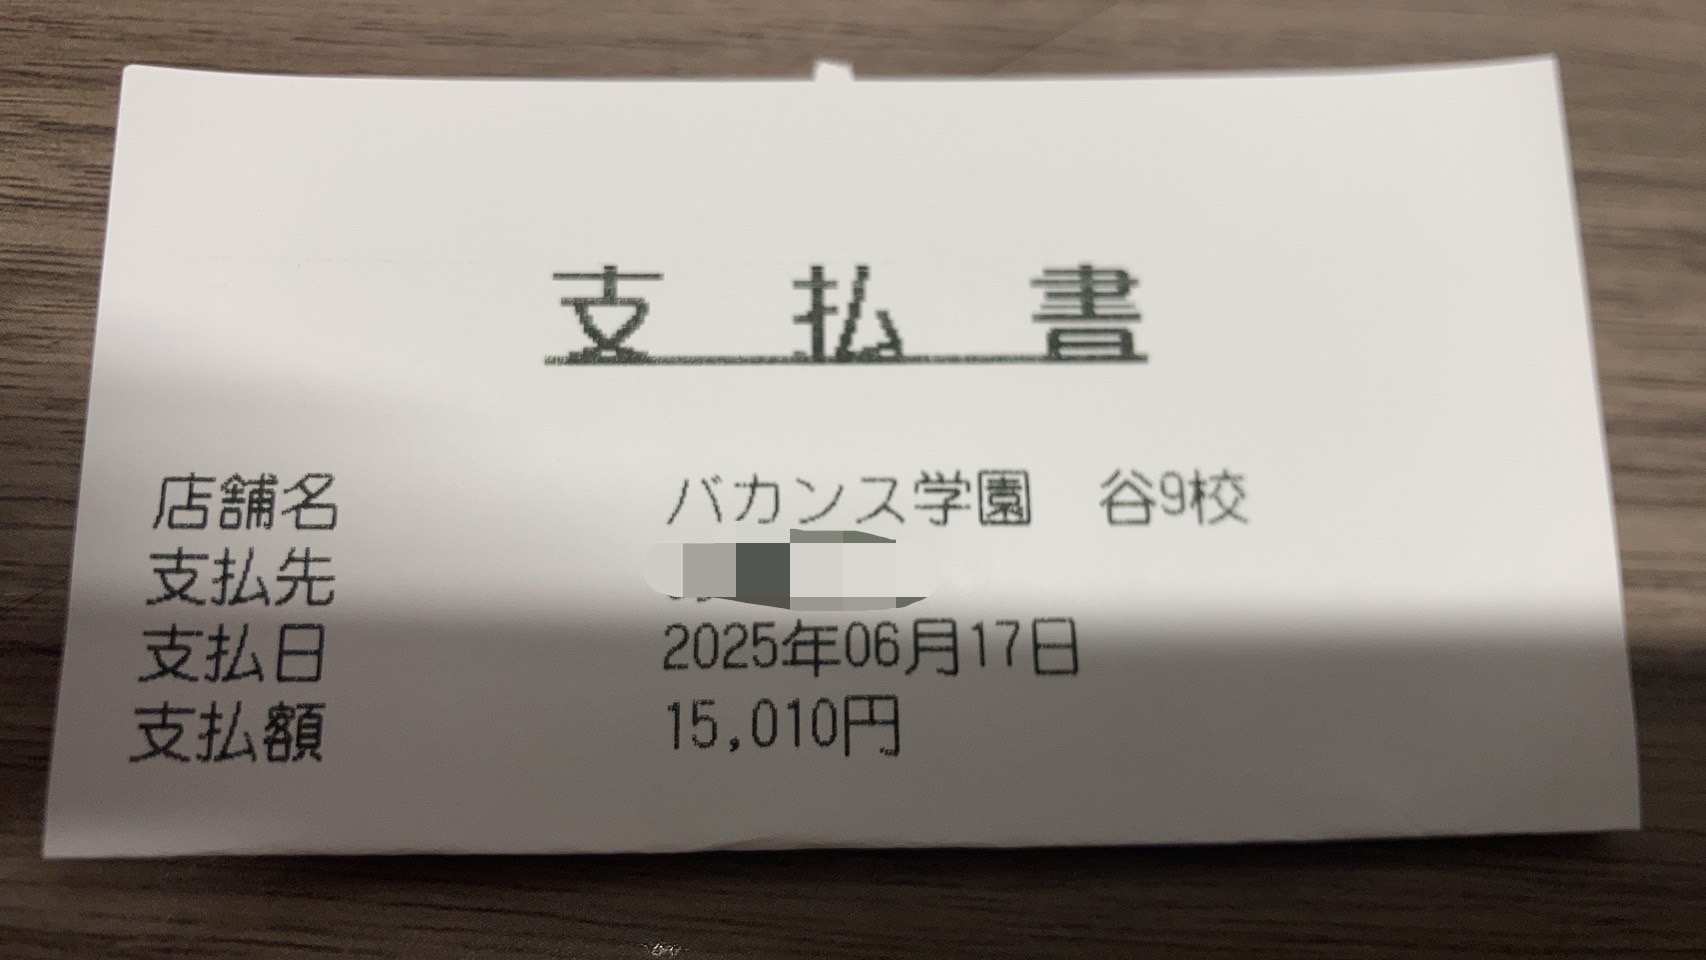 支払書
店舗名 バカンス学園 谷9校
支払先
支払日 2025年06月17日
支払額 15,010円